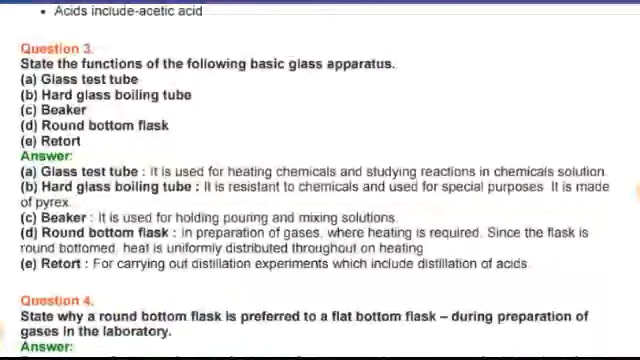 • Acids include-acetic acid
Question 3.
State the functions of the following basic glass apparatus.
(a) Glass test tube
(b) Hard glass boiling tube
(c) Beaker
(d) Round bottom flask
(e) Retort
Answer:
(a) Glass test tube : It is used for heating chemicals and studying reactions in chemicals solution.
(b) Hard glass boiling tube : It is resistant to chemicals and used for special purposes. It is made
of pyrex.
(c) Beaker : It is used for holding pouring and mixing solutions.
(d) Round bottom flask : In preparation of gases, where heating is required. Since the flask is
round bottomed, heat is uniformly distributed throughout on heating
(e) Retort : For carrying out distillation experiments which include distillation of acids.
Question 4.
State why a round bottom flask is preferred to a flat bottom flask – during preparation of
gases in the laboratory.
Answer: